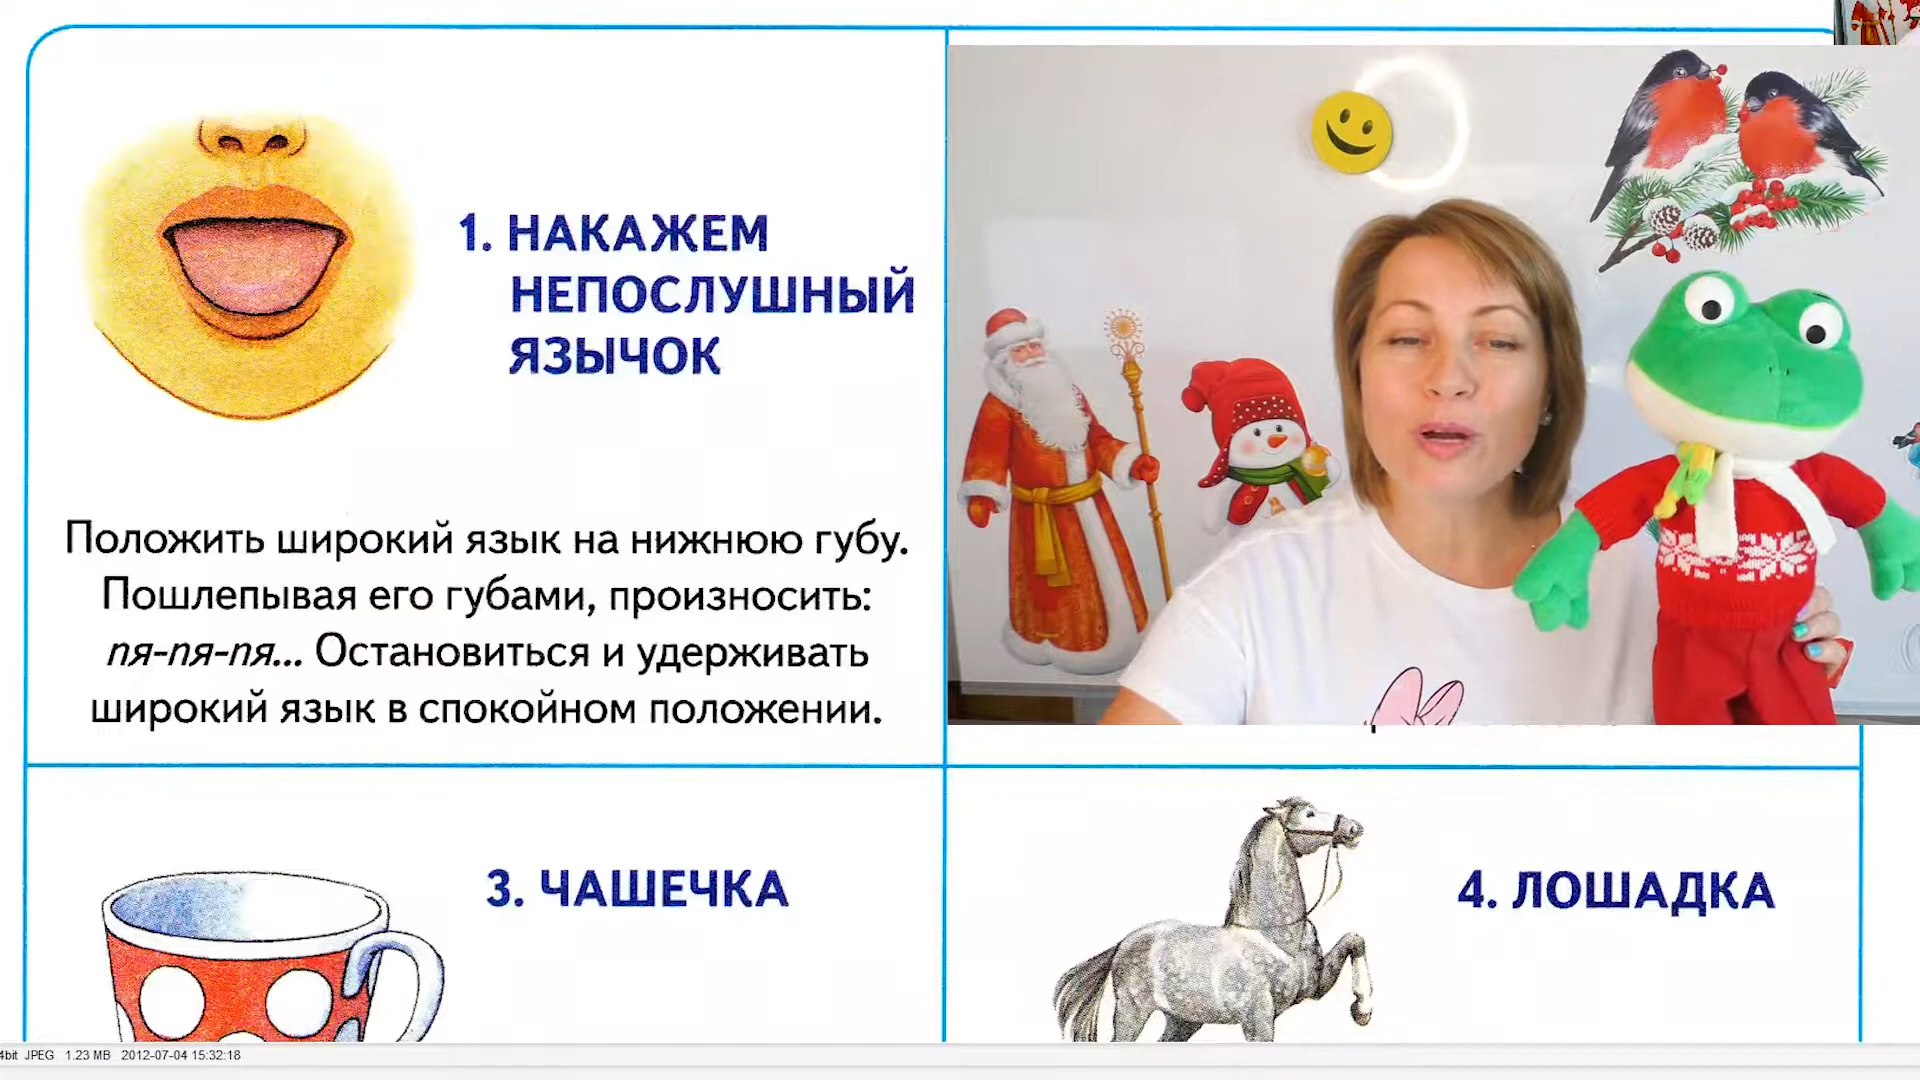 1. НАКАЖЕМ
НЕПОСЛУШНЫЙ
ЯЗЫЧОК
Положить широкий язык на нижнюю губу.
Пошлепывая его губами, произносить:
пя-пя-пя... Остановиться и удерживать
широкий язык в спокойном положении.
3. ЧАШЕЧКА
4. ЛОШАДКА
4bit JPEG 1.23 MB 2012-07-04 15:32:18